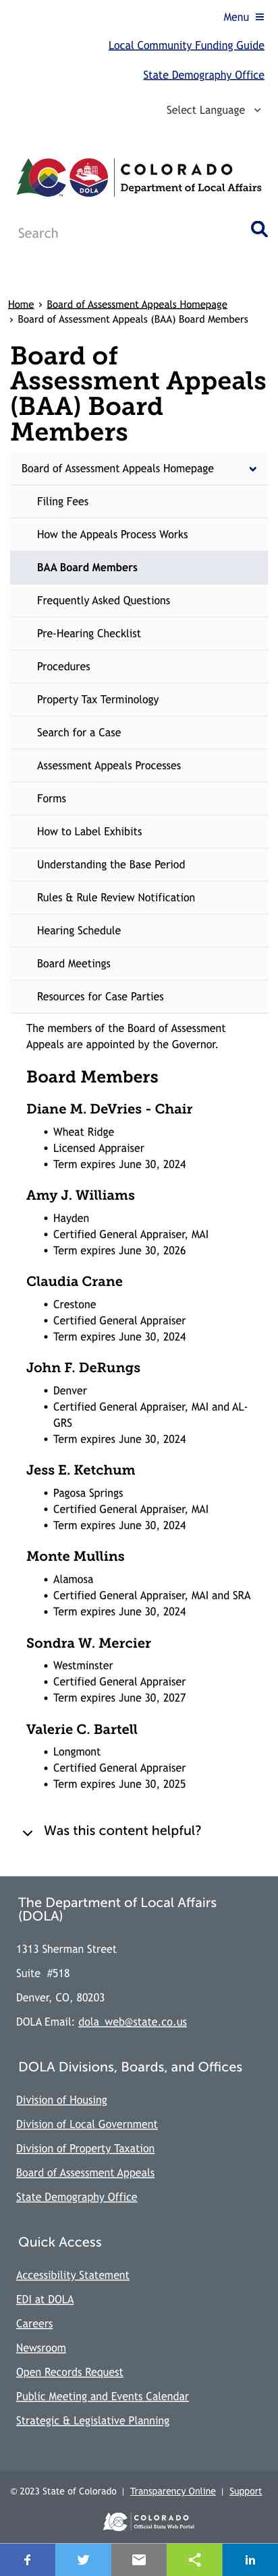 Menu
Local Community Funding Guide
State Demography Office
Select Language
COLORADO
Department of Local Affairs
DOLA
Search
Home › Board of Assessment Appeals Homepage
› Board of Assessment Appeals (BAA) Board Members
Board of
Assessment Appeals
(BAA) Board
Members
Board of Assessment Appeals Homepage
Filing Fees
How the Appeals Process Works
BAA Board Members
Frequently Asked Questions
Pre-Hearing Checklist
Procedures
Property Tax Terminology
Search for a Case
Assessment Appeals Processes
Forms
How to Label Exhibits
Understanding the Base Period
Rules & Rule Review Notification
Hearing Schedule
Board Meetings
Resources for Case Parties
The members of the Board of Assessment
Appeals are appointed by the Governor.
Board Members
Diane M. DeVries - Chair
• Wheat Ridge
• Licensed Appraiser
• Term expires June 30, 2024
Amy J. Williams
• Hayden
• Certified General Appraiser, MAI
• Term expires June 30, 2026
Claudia Crane
• Crestone
• Certified General Appraiser
• Term expires June 30, 2024
John F. DeRungs
• Denver
• Certified General Appraiser, MAI and AL-
GRS
• Term expires June 30, 2024
Jess E. Ketchum
• Pagosa Springs
• Certified General Appraiser, MAI
• Term expires June 30, 2024
Monte Mullins
• Alamosa
• Certified General Appraiser, MAI and SRA
• Term expires June 30, 2024
Sondra W. Mercier
• Westminster
• Certified General Appraiser
• Term expires June 30, 2027
Valerie C. Bartell
• Longmont
• Certified General Appraiser
• Term expires June 30, 2025
Was this content helpful?
The Department of Local Affairs
(DOLA)
1313 Sherman Street
Suite #518
Denver, CO, 80203
DOLA Email: dola_web@state.co.us
DOLA Divisions, Boards, and Offices
Division of Housing
Division of Local Government
Division of Property Taxation
Board of Assessment Appeals
State Demography Office
Quick Access
Accessibility Statement
EDI at DOLA
Careers
Newsroom
Open Records Request
Public Meeting and Events Calendar
Strategic & Legislative Planning
© 2023 State of Colorado | Transparency Online | Support
COLORADO
Official State Web Portal